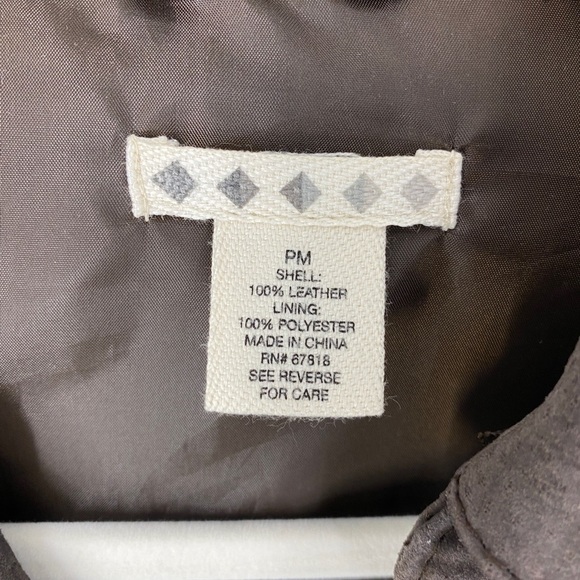 PM
SHELL:
100% LEATHER
LINING:
100% POLYESTER
MADE IN CHINA
RN# 67818
SEE REVERSE
FOR CARE